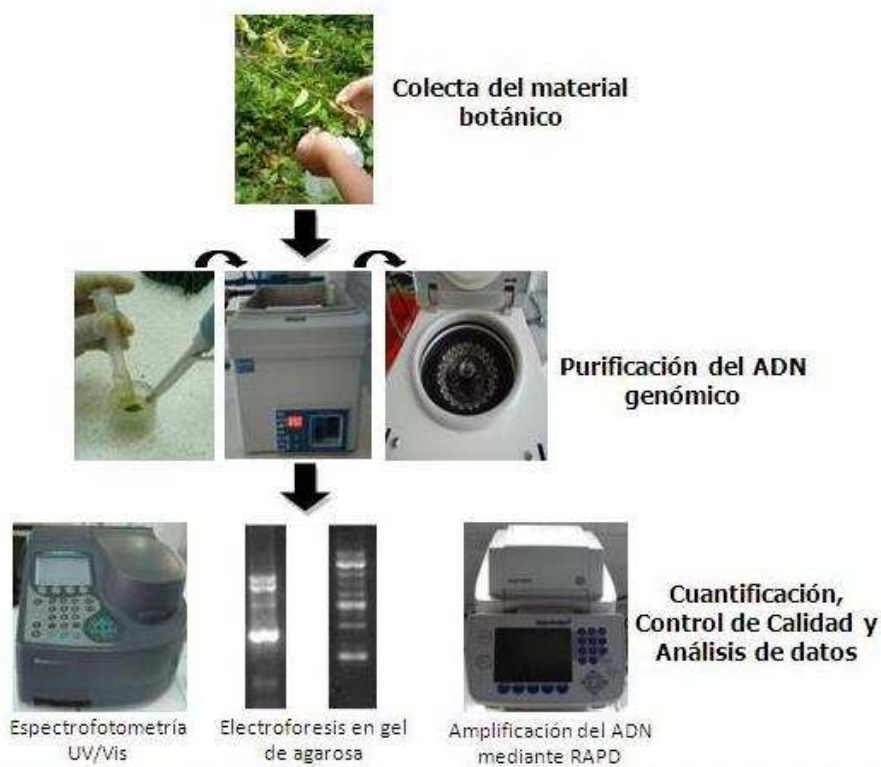 Colecta del material
botánico
Purificación del ADN
genómico
Cuantificación,
Control de Calidad y
Análisis de datos
Espectrofotometría
UV/Vis
Electroforesis en gel
de agarosa
Amplificación del ADN
mediante RAPD